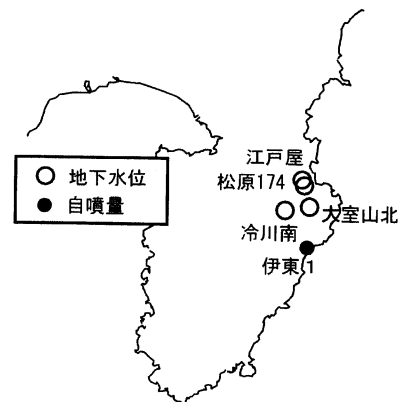 江戸屋
松原174
地下水位
自噴量
大室山北
冷川南
伊東1